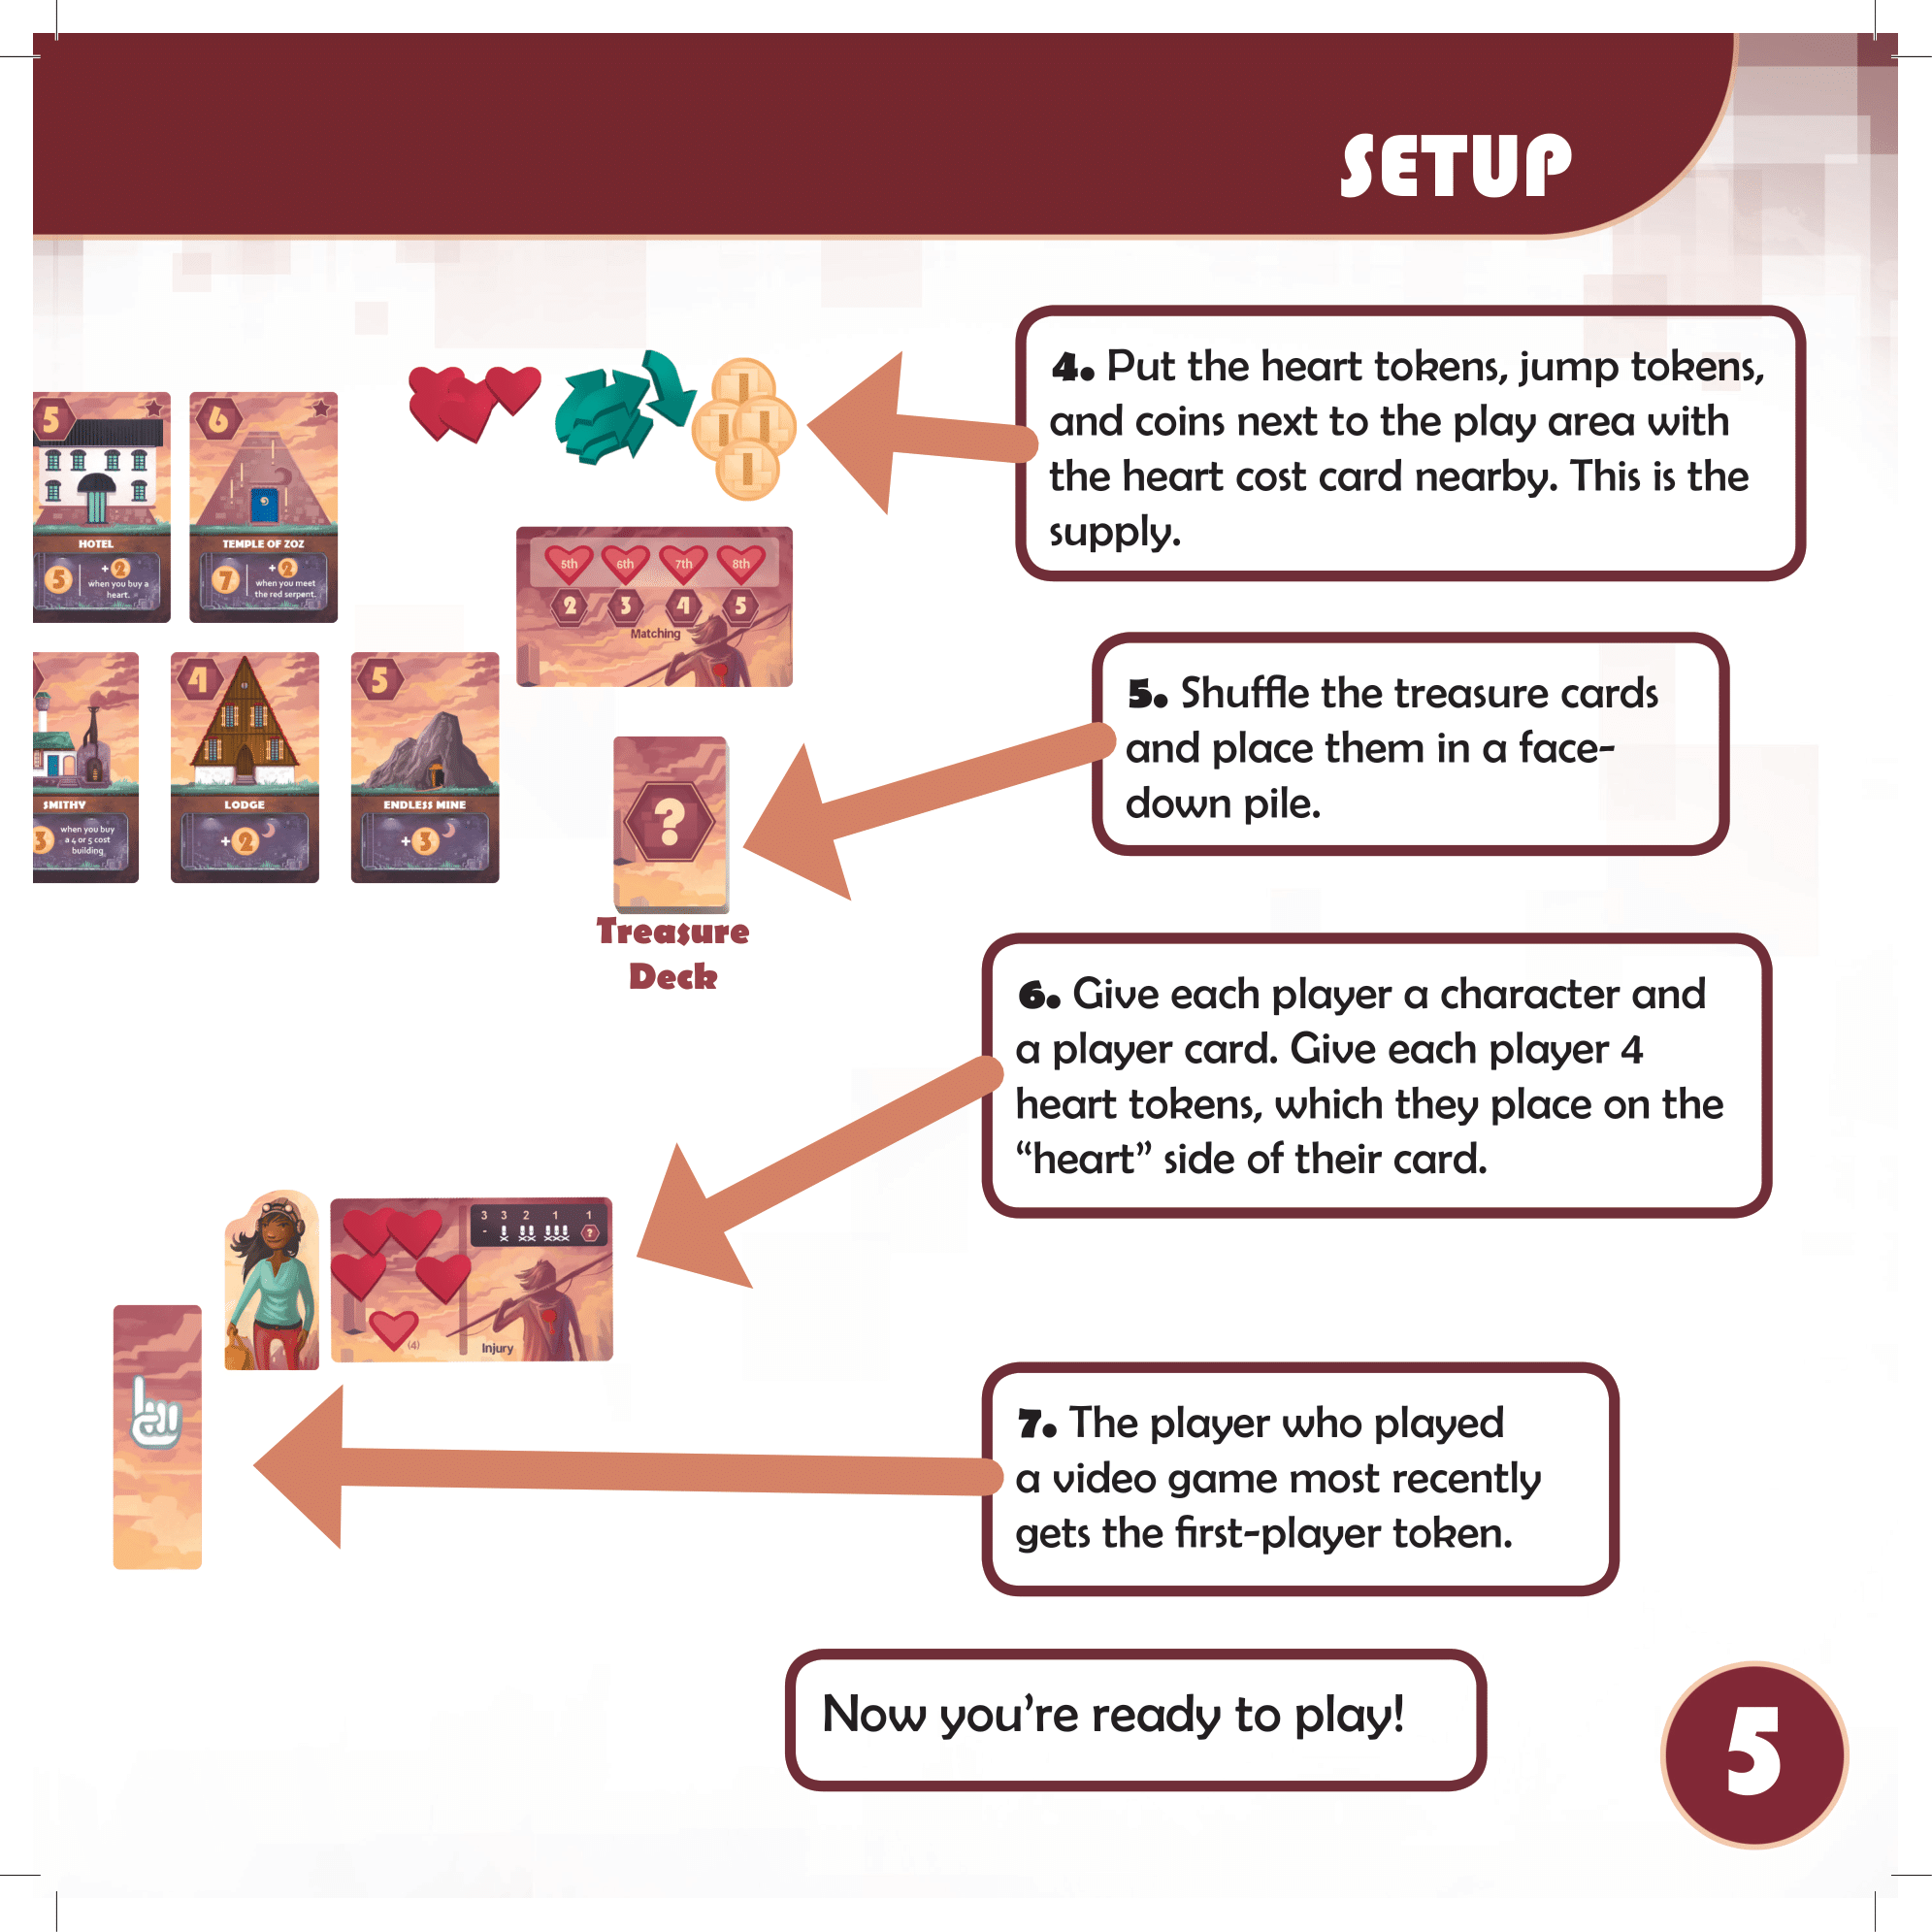 SETUP
4. Put the heart tokens, jump tokens,
and coins next to the play area with
the heart cost card nearby. This is the
supply.
5
HOTEL
5
+2
when you buy a
heart.
6
TEMPLE OF ZOZ
7
+2
when you meet
the red serpent.
5th 6th 7th 8th
2 3 4 5
Matching
5. Shuffle the treasure cards
and place them in a face-
down pile.
SMITHY
3
when you buy
a 4 or 5 cost
building
4
LODGE
+2
5
ENDLESS MINE
+3
?
Treasure
Deck
6. Give each player a character and
a player card. Give each player 4
heart tokens, which they place on the
“heart” side of their card.
3 3 2 1 1
- ?
(4)
Injury
7. The player who played
a video game most recently
gets the first-player token.
Now you’re ready to play!
5